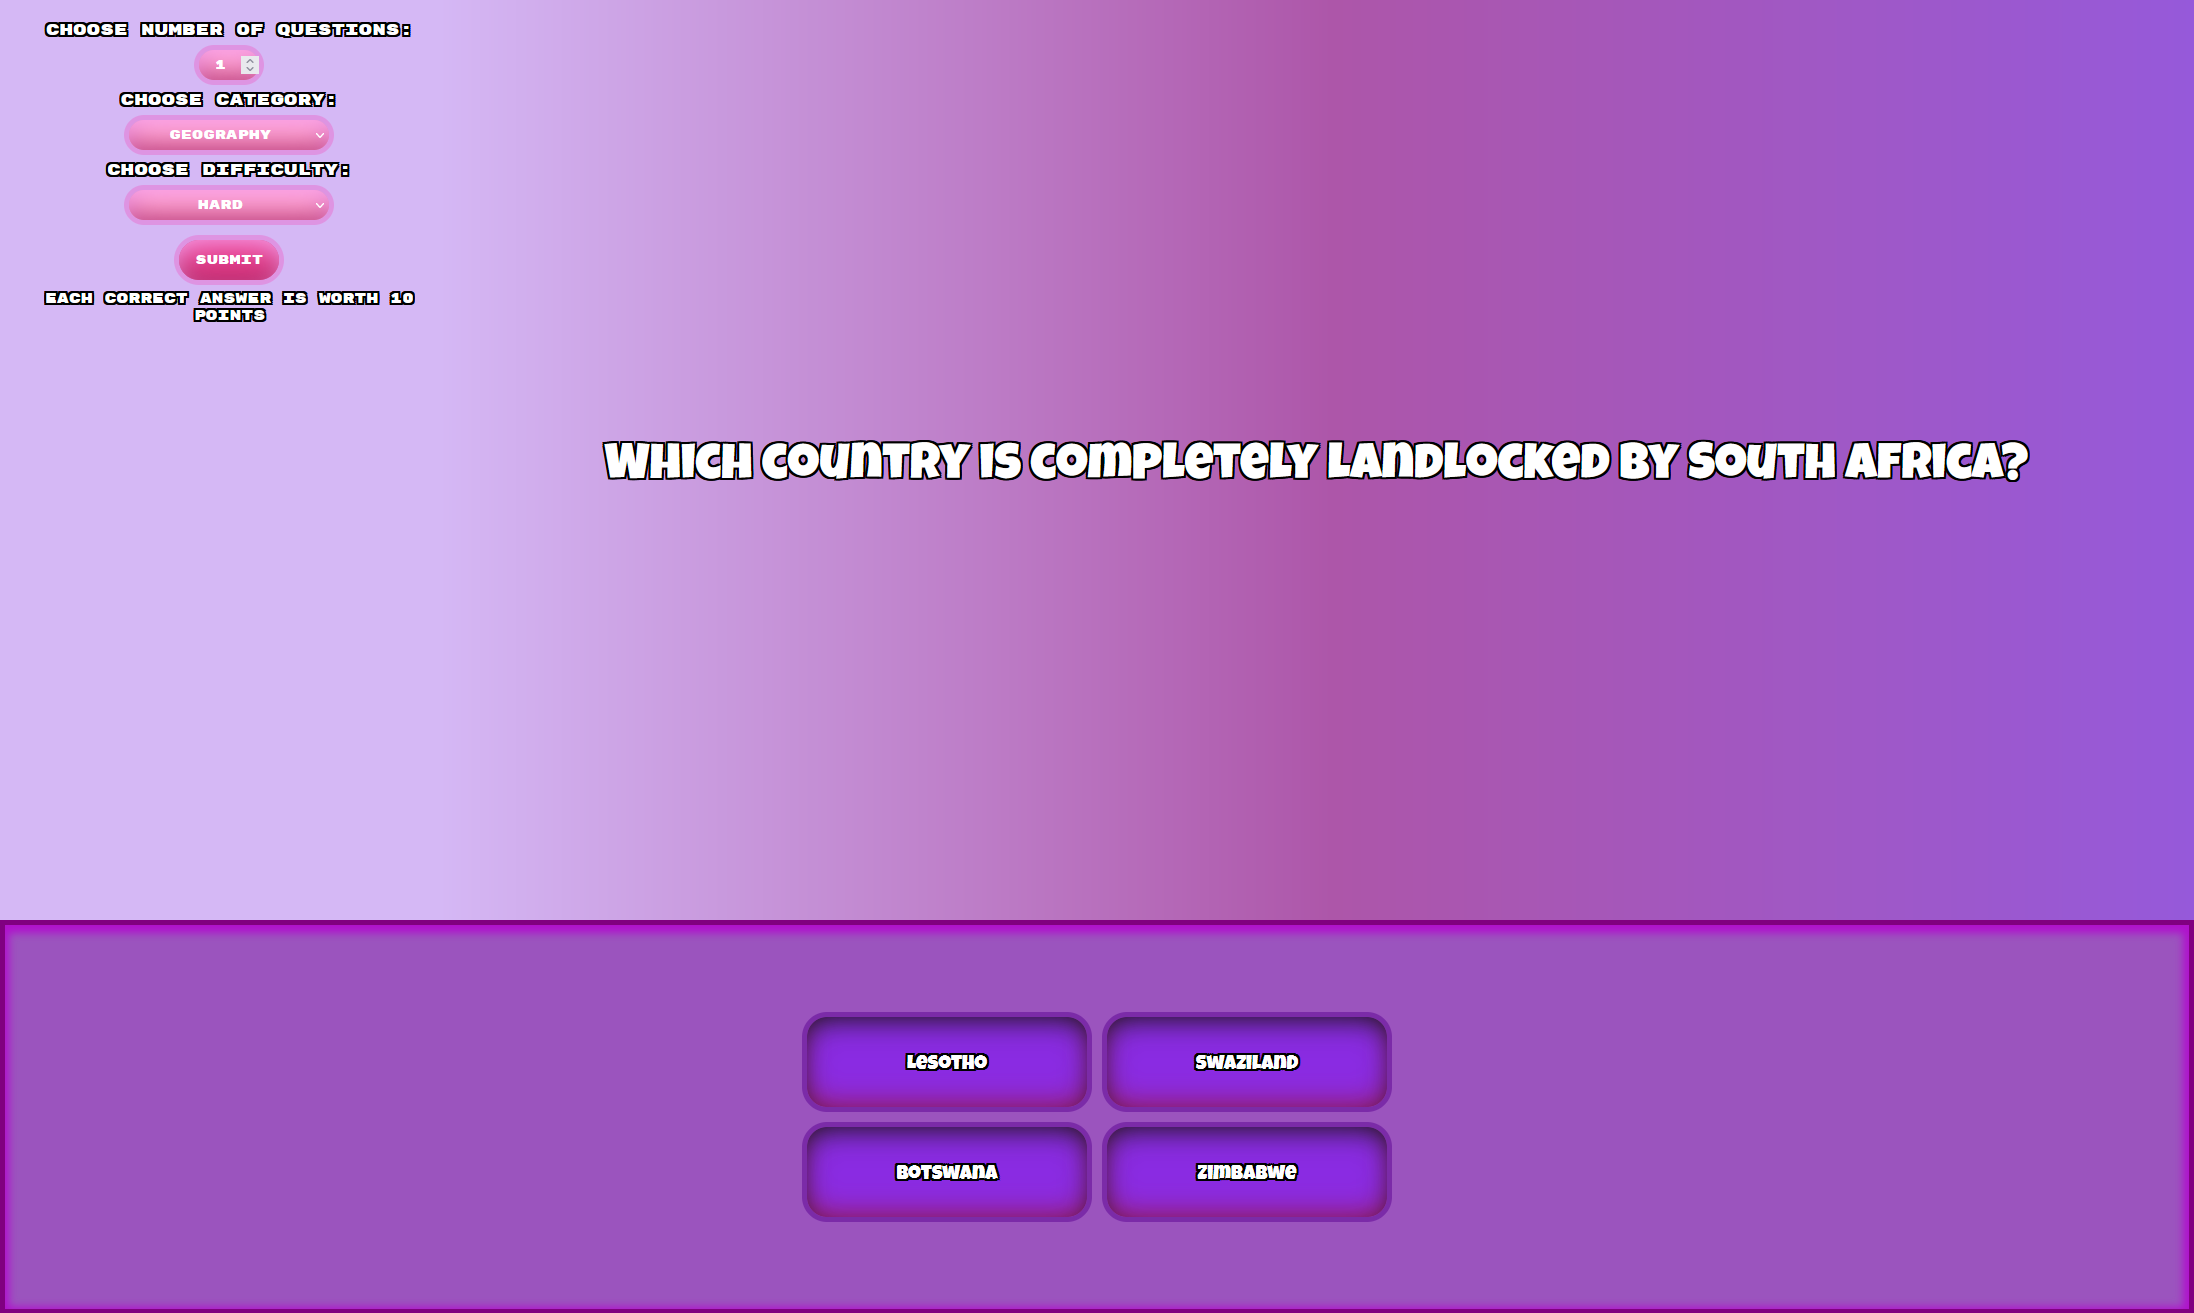 CHOOSE NUMBER OF QUESTIONS:
1
CHOOSE CATEGORY:
GEOGRAPHY
CHOOSE DIFFICULTY:
HARD
SUBMIT
EACH CORRECT ANSWER IS WORTH 10
POINTS
Which country is completely landlocked by South Africa?
Lesotho
Swaziland
Botswana
Zimbabwe